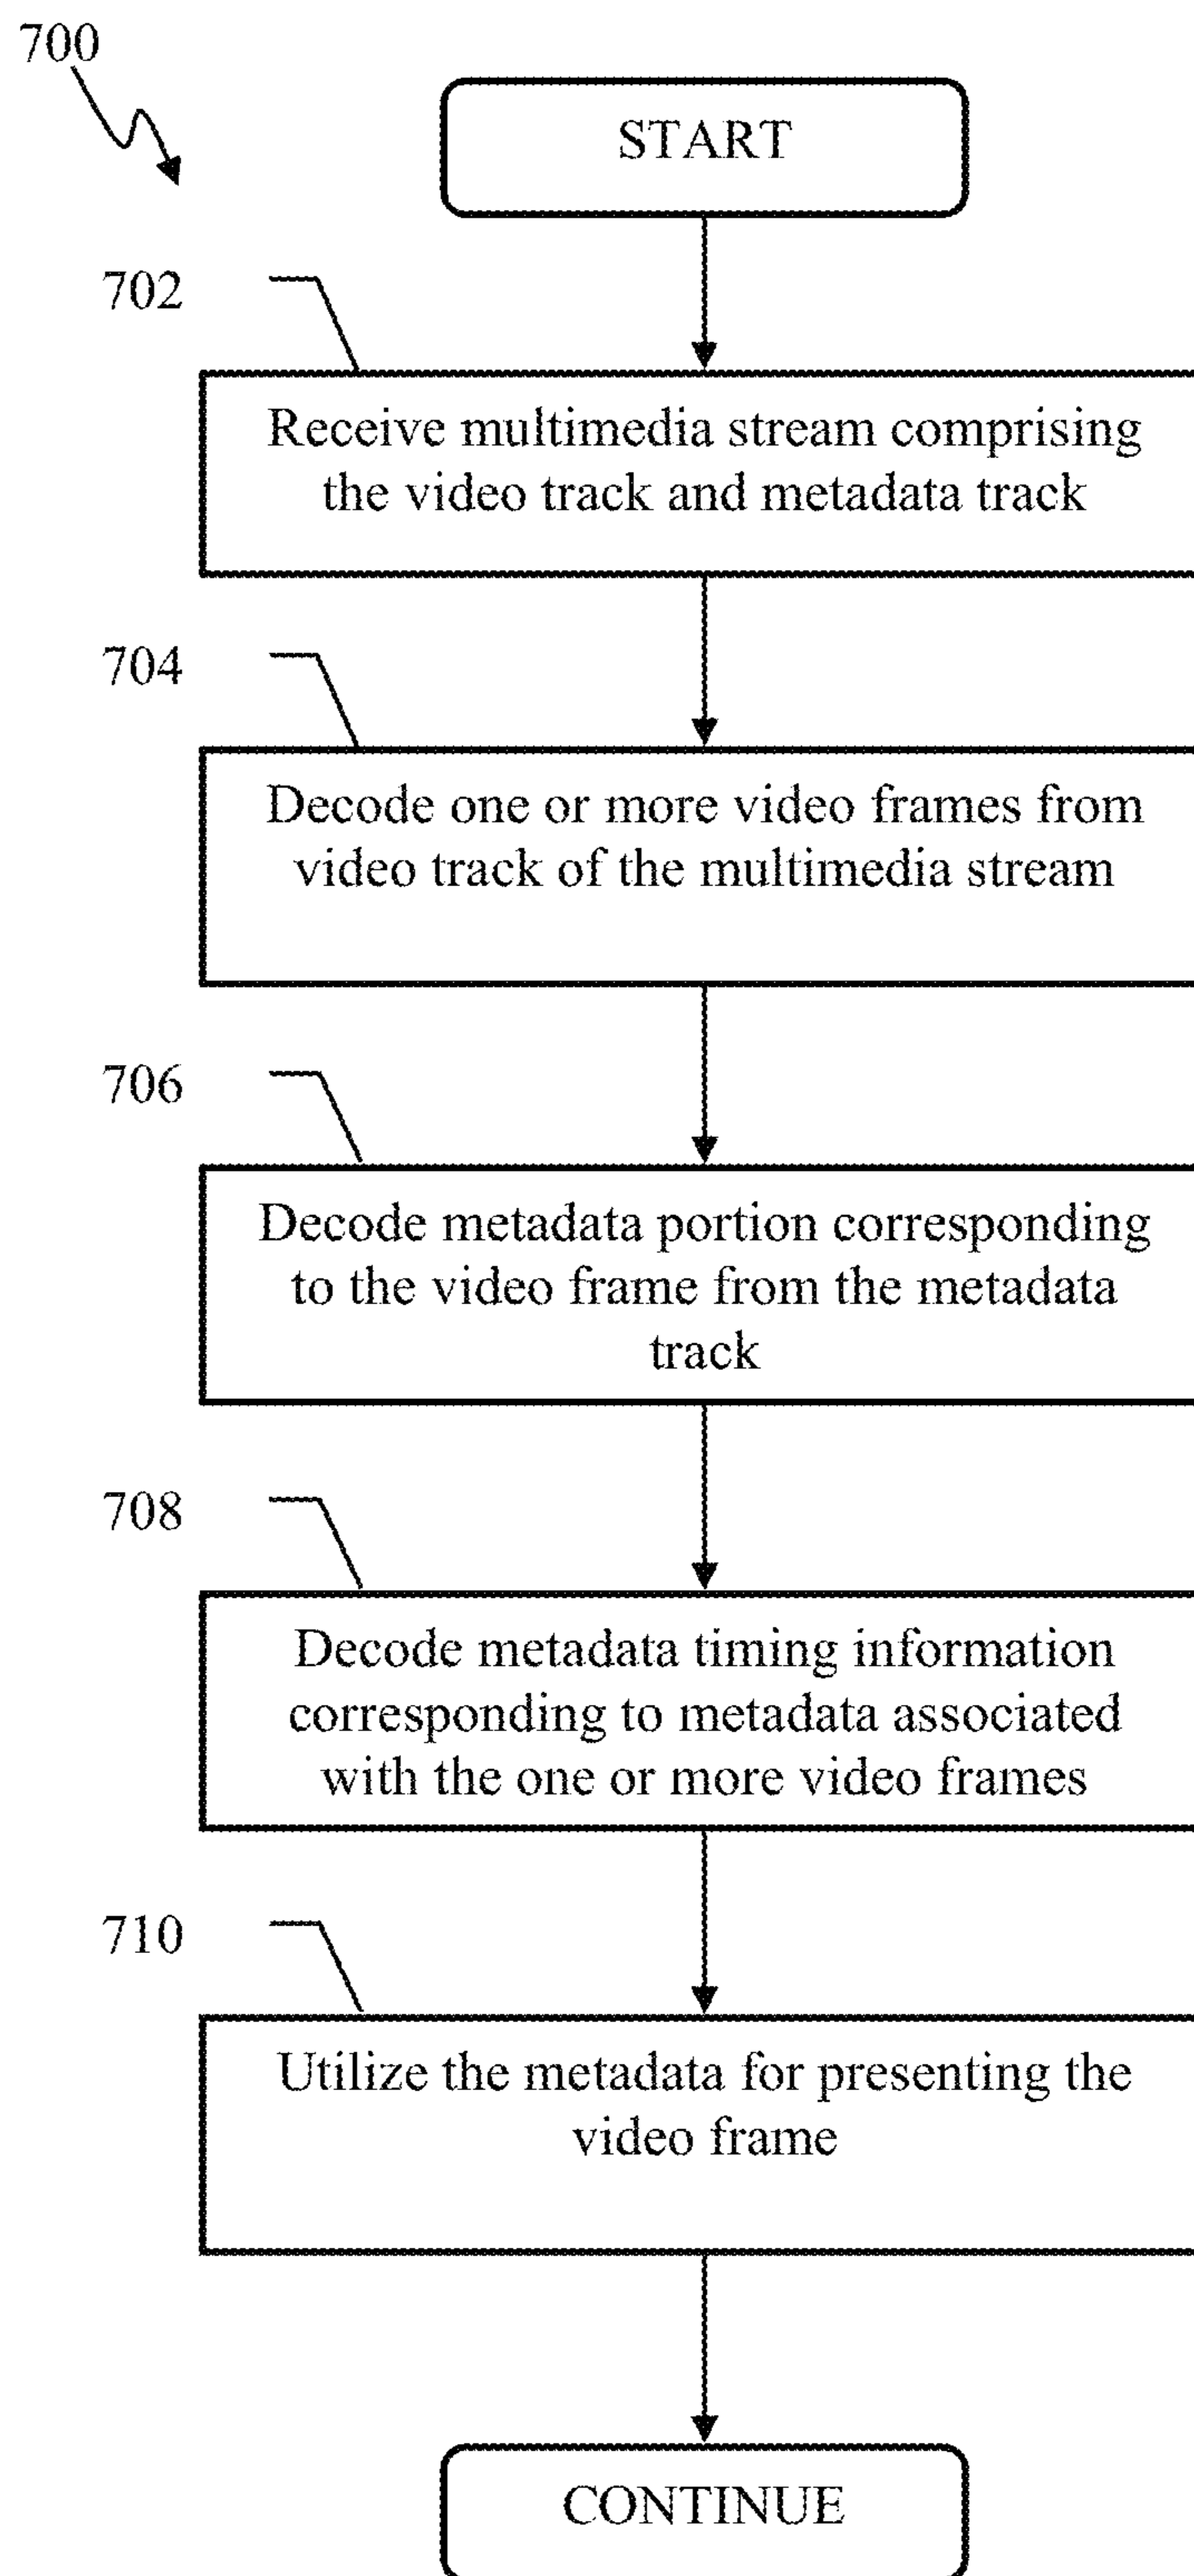 700
START
702
Receive multimedia stream comprising
the video track and metadata track
704
Decode one or more video frames from
video track of the multimedia stream
706
Decode metadata portion corresponding
to the video frame from the metadata
track
708
Decode metadata timing information
corresponding to metadata associated
with the one or more video frames
710
Utilize the metadata for presenting the
video frame
CONTINUE